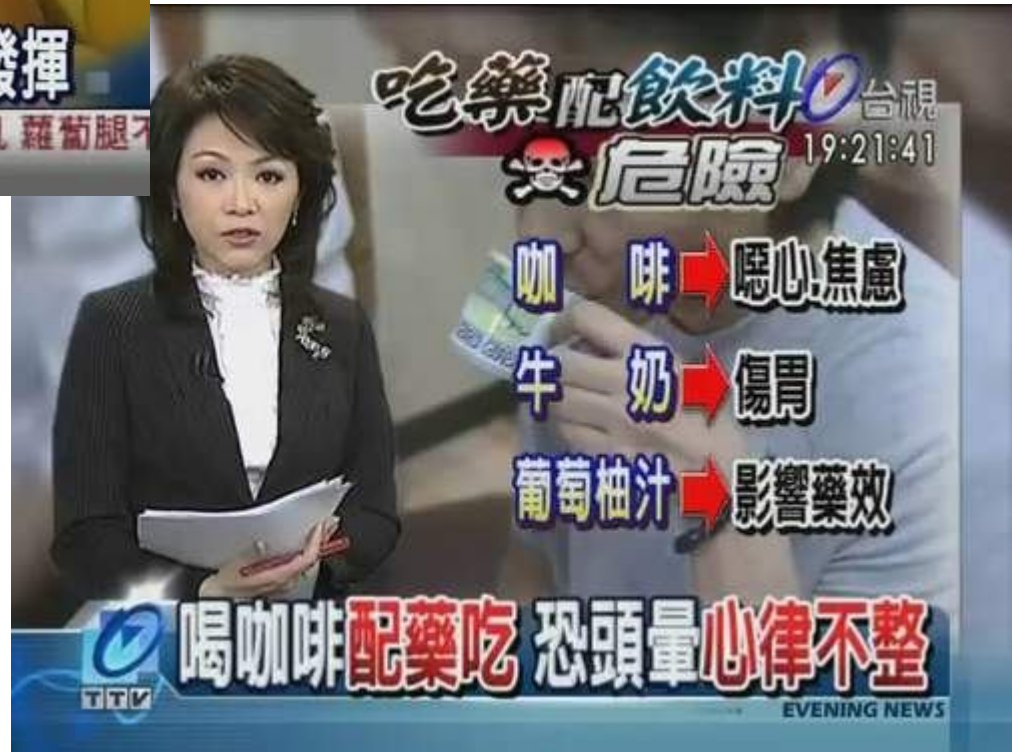 發揮
蘿蔔腿不
吃藥配飲料
台視
危險
19:21:41
咖啡 噁心.焦慮
牛奶 傷胃
葡萄柚汁 影響藥效
喝咖啡配藥吃 恐頭暈心律不整
TTV
EVENING NEWS